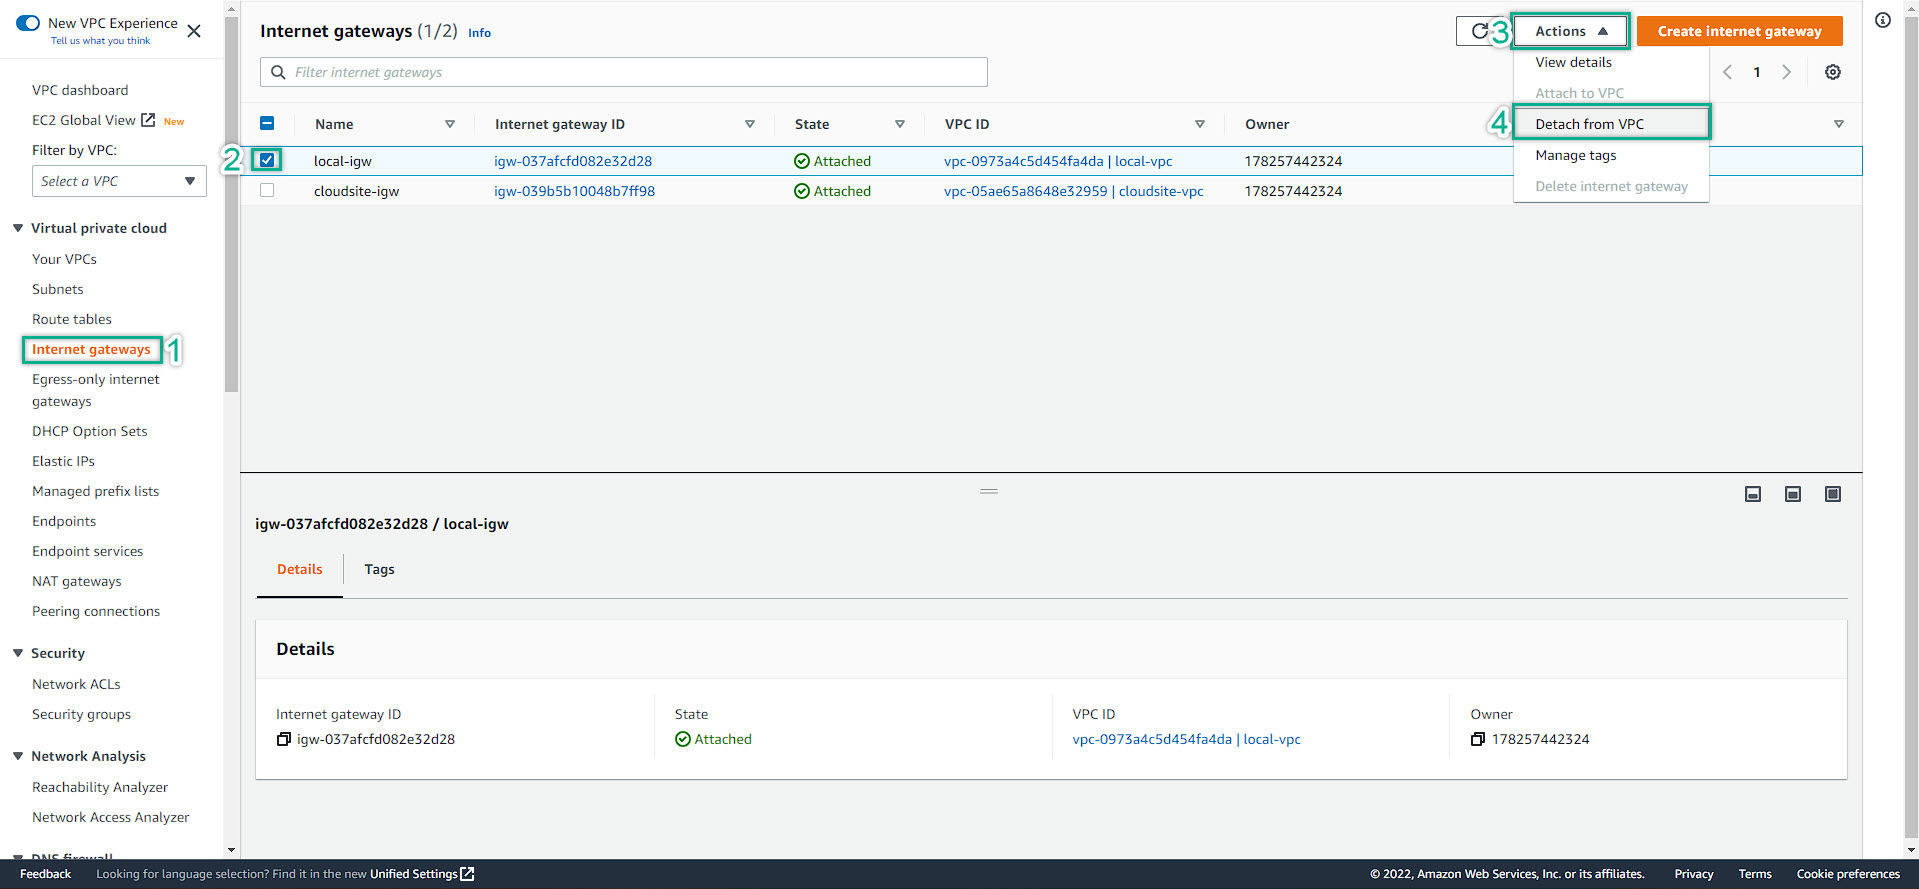 New VPC Experience
Tell us what you think
VPC dashboard
EC2 Global View New
Filter by VPC:
Select a VPC
Virtual private cloud
Your VPCs
Subnets
Route tables
Internet gateways 1
Egress-only internet
gateways
DHCP Option Sets
Elastic IPs
Managed prefix lists
Endpoints
Endpoint services
NAT gateways
Peering connections
Security
Network ACLs
Security groups
Network Analysis
Reachability Analyzer
Network Access Analyzer
DNS firewall
Internet gateways (1/2) Info
3 Actions Create internet gateway
Filter internet gateways
1
View details
Attach to VPC
4 Detach from VPC
Manage tags
Delete internet gateway
Name Internet gateway ID State VPC ID Owner
2 local-igw igw-037afcfd082e32d28 Attached vpc-0973a4c5d454fa4da | local-vpc 178257442324
cloudsite-igw igw-039b5b10048b7ff98 Attached vpc-05ae65a8648e32959 | cloudsite-vpc 178257442324
igw-037afcfd082e32d28 / local-igw
Details Tags
Details
Internet gateway ID State VPC ID Owner
igw-037afcfd082e32d28 Attached vpc-0973a4c5d454fa4da | local-vpc 178257442324
Feedback Looking for language selection? Find it in the new Unified Settings © 2022, Amazon Web Services, Inc. or its affiliates. Privacy Terms Cookie preferences